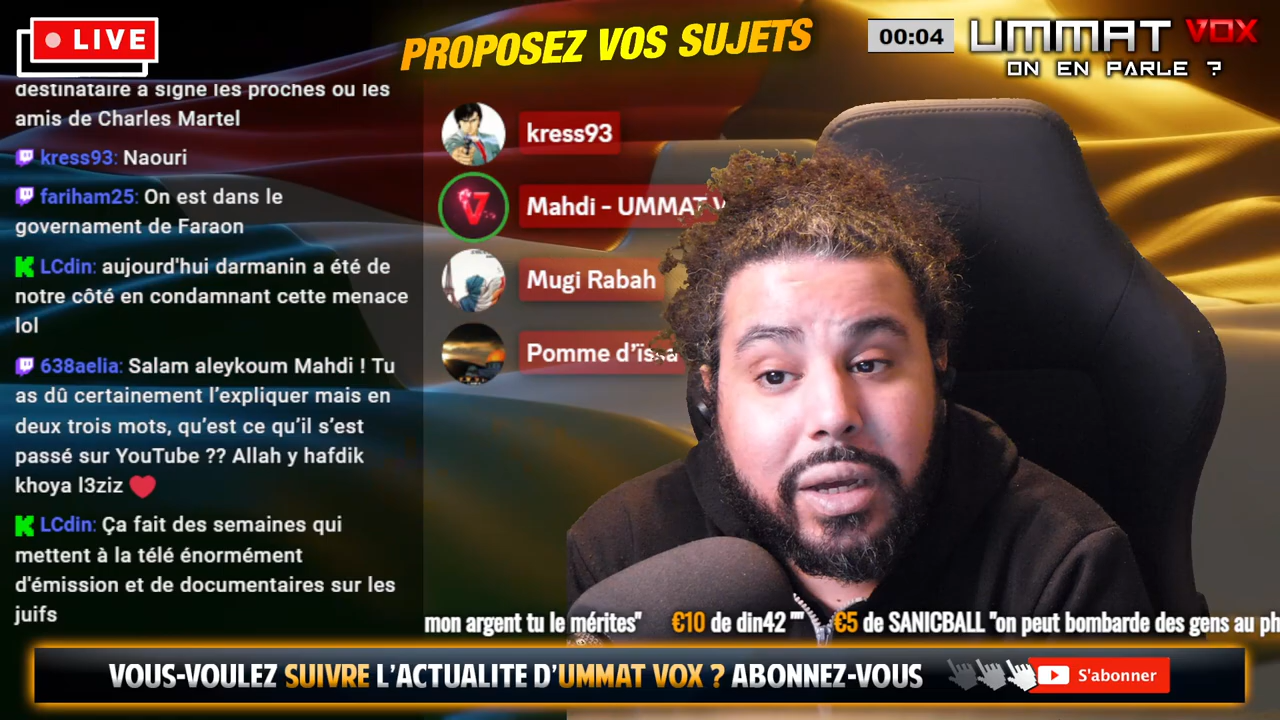 LIVE
PROPOSEZ VOS SUJETS
00:04
UMMAT VOX
ON EN PARLE ?
destinataire a signé les proches ou les
amis de Charles Martel
kress93: Naouri
fariham25: On est dans le
governament de Faraon
LCdin: aujourd'hui darmanin a été de
notre côté en condamnant cette menace
lol
638aelia: Salam aleykoum Mahdi ! Tu
as dû certainement l'expliquer mais en
deux trois mots, qu'est ce qu'il s'est
passé sur YouTube ?? Allah y hafdik
khoya l3ziz ❤️
LCdin: Ça fait des semaines qui
mettent à la télé énormément
d'émission et de documentaires sur les
juifs
kress93
Mahdi - UMMAT V
Mugi Rabah
Pomme d'ïssa
mon argent tu le mérites" €10 de din42 "" €5 de SANICBALL "on peut bombarde des gens au ph
VOUS-VOULEZ SUIVRE L'ACTUALITE D'UMMAT VOX ? ABONNEZ-VOUS
S'abonner